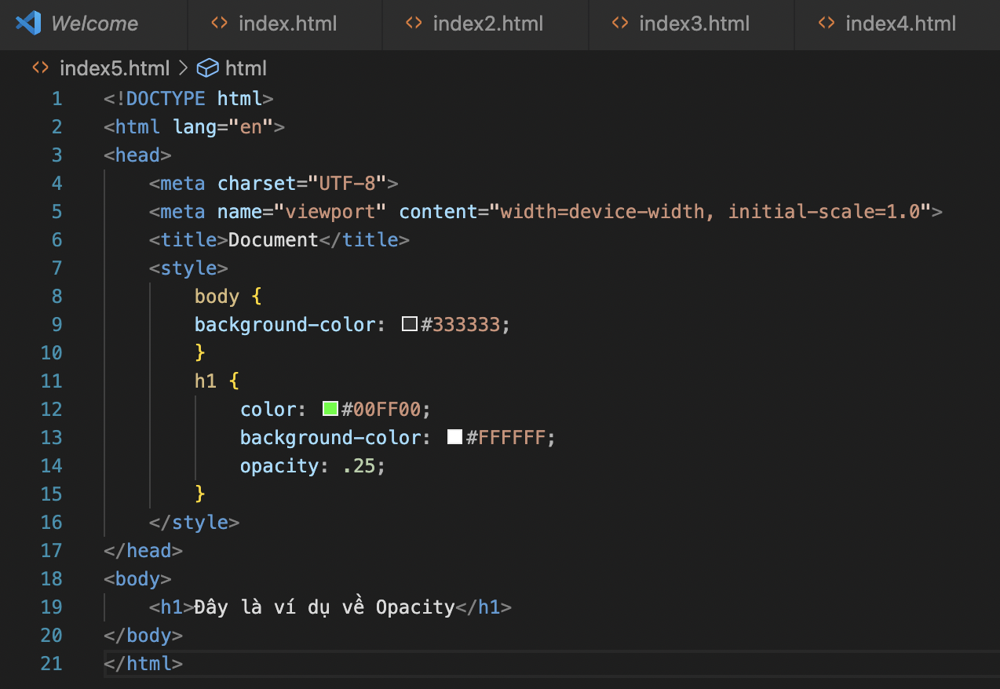 Welcome index.html index2.html index3.html index4.html
index5.html > html
1 <!DOCTYPE html>
2 <html lang="en">
3 <head>
4 <meta charset="UTF-8">
5 <meta name="viewport" content="width=device-width, initial-scale=1.0">
6 <title>Document</title>
7 <style>
8 body {
9 background-color: #333333;
10 }
11 h1 {
12 color: #00FF00;
13 background-color: #FFFFFF;
14 opacity: .25;
15 }
16 </style>
17 </head>
18 <body>
19 <h1>Đây là ví dụ về Opacity</h1>
20 </body>
21 </html>